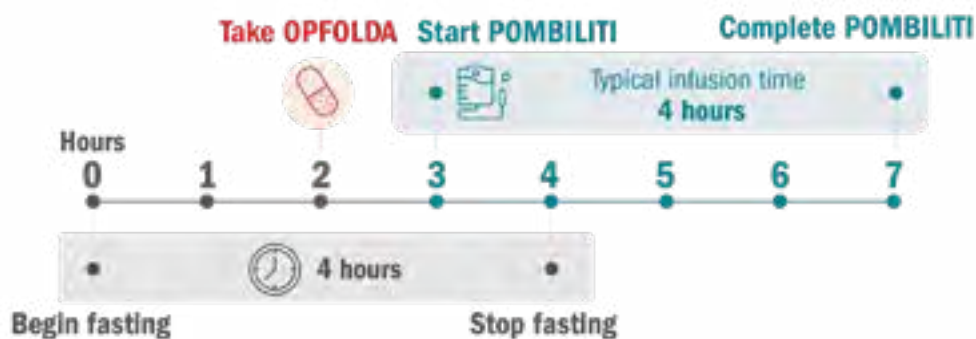 Take OPFOLDA Start POMBILITI Complete POMBILITI
Typical infusion time
4 hours
Hours
0 1 2 3 4 5 6 7
4 hours
Begin fasting Stop fasting